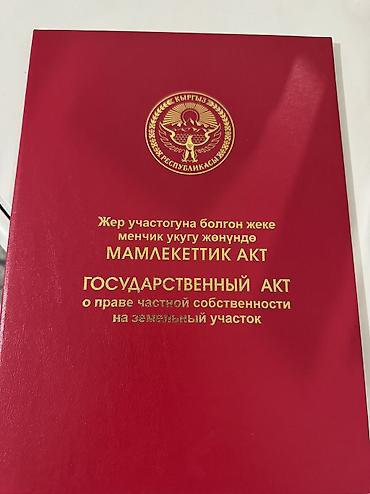 КЫРГЫЗ
РЕСПУБЛИКАСЫ
Жер участогуна болгон жеке
менчик укугу жөнүндө
МАМЛЕКЕТТИК АКТ
ГОСУДАРСТВЕННЫЙ АКТ
о праве частной собственности
на земельный участок